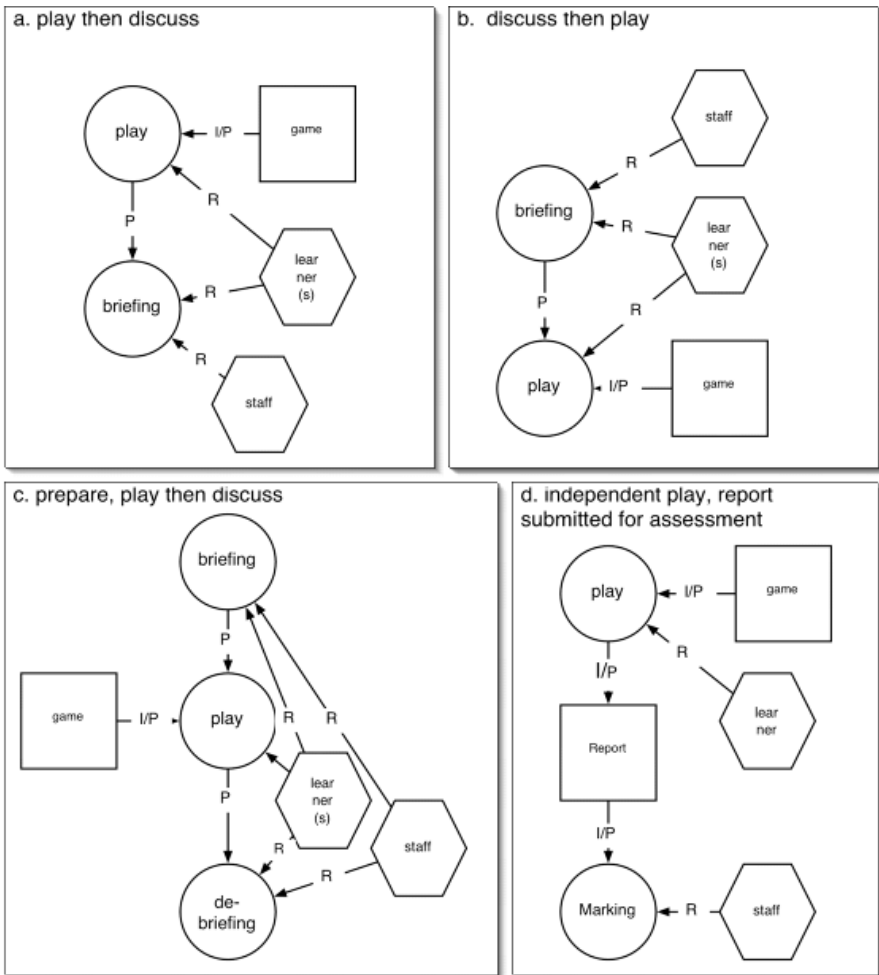 a. play then discuss
play
I/P
game
R
P
lear
ner
(s)
R
briefing
R
staff
b. discuss then play
staff
R
briefing
R
lear
ner
(s)
P
R
play
I/P
game
c. prepare, play then discuss
briefing
P
game
I/P
play
R
R
P
lear
ner
(s)
R
staff
R
de-
briefing
d. independent play, report
submitted for assessment
play
I/P
game
R
I/P
lear
ner
Report
I/P
Marking
R
staff